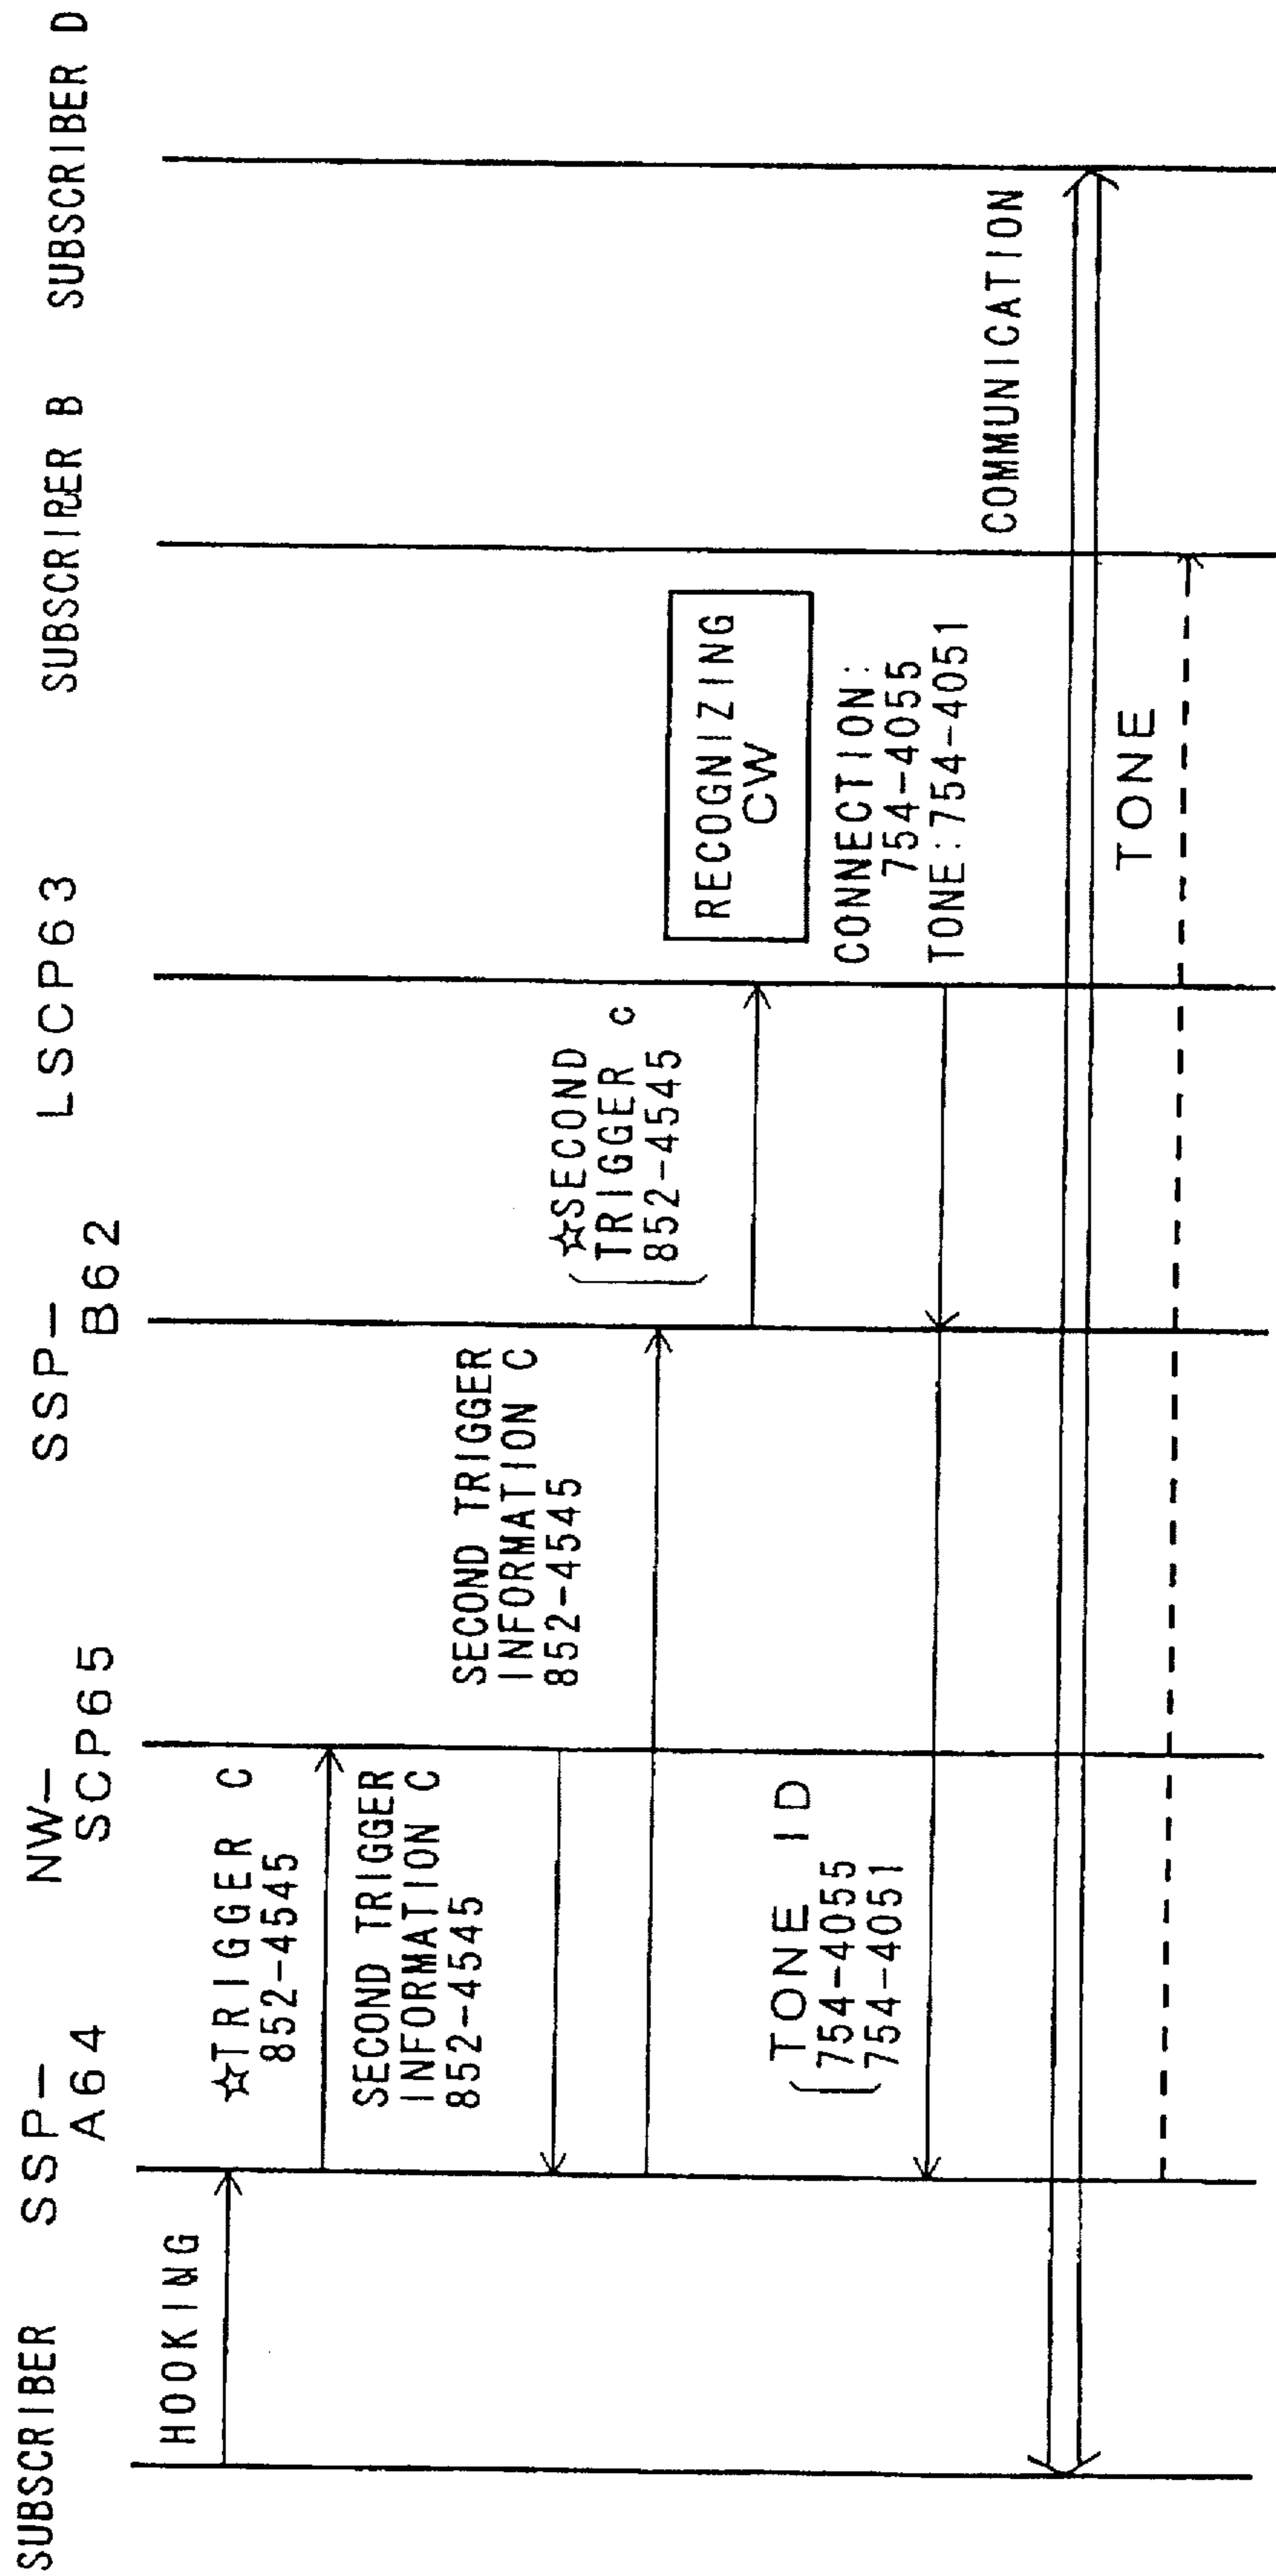 SUBSCRIBER
SSP-
A64
NW-
SCP65
SSP-
B62
LSCP63
SUBSCRIRER B
SUBSCRIBER D
HOOKING
☆TRIGGER C
852-4545
SECOND TRIGGER
INFORMATION C
852-4545
SECOND TRIGGER
INFORMATION C
852-4545
☆SECOND
TRIGGER c
852-4545
RECOGNIZING
CW
CONNECTION:
754-4055
TONE:754-4051
TONE ID
754-4055
754-4051
COMMUNICATION
TONE